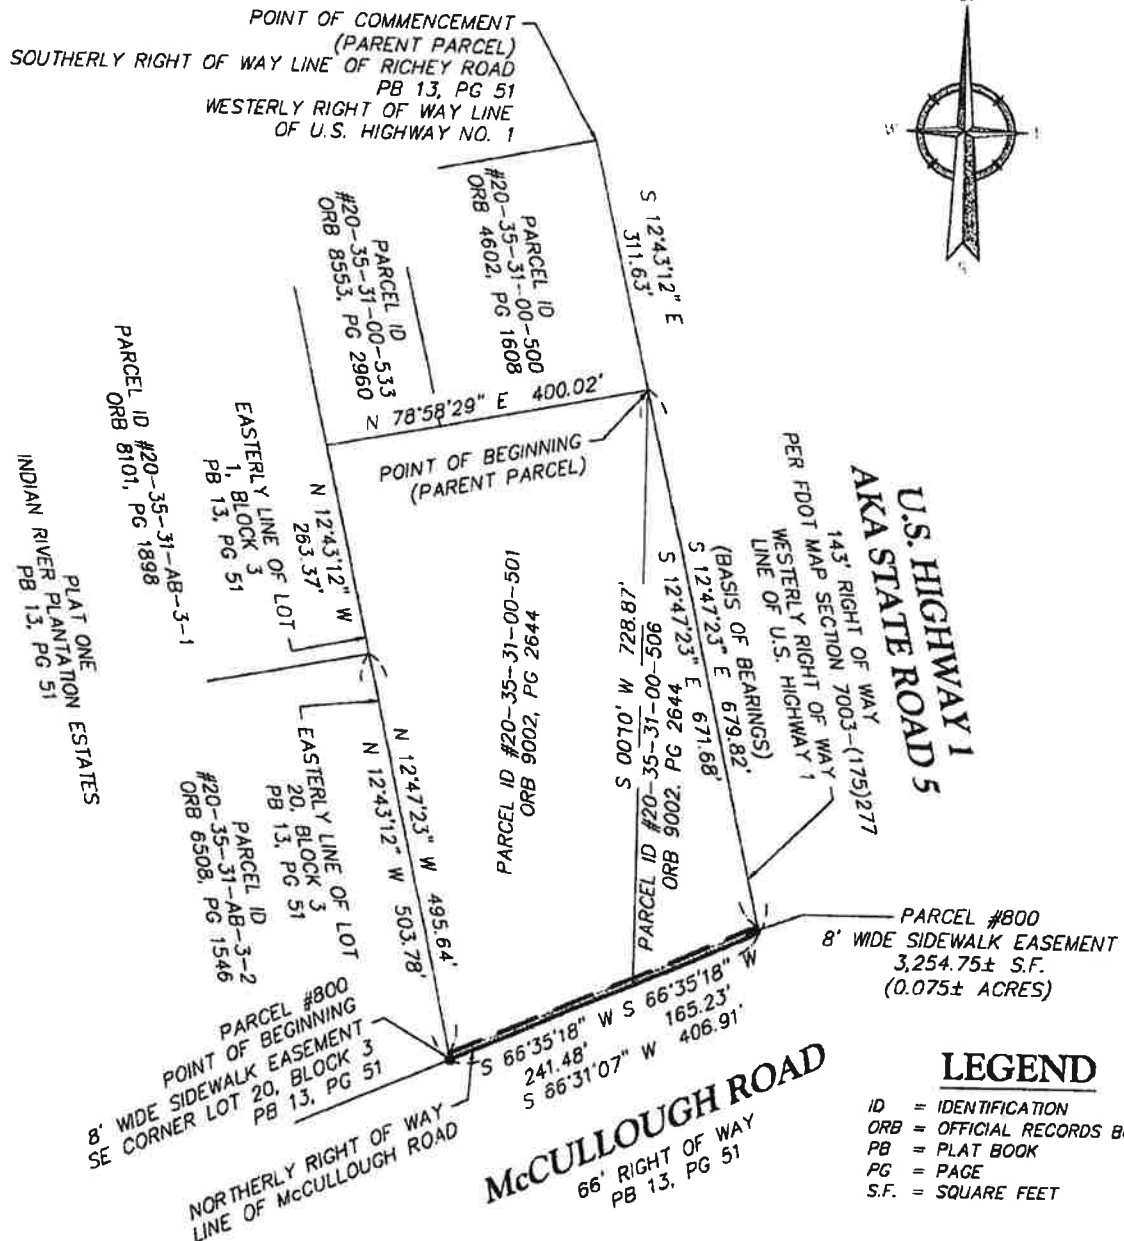 POINT OF COMMENCEMENT
(PARENT PARCEL)
SOUTHERLY RIGHT OF WAY LINE OF RICHEY ROAD
PB 13, PG 51
WESTERLY RIGHT OF WAY LINE
OF U.S. HIGHWAY NO. 1
W
S
S 12°43'12" E
311.63'
PARCEL ID
#20-35-31-00-500
ORB 4602, PG 1608
PARCEL ID
#20-35-31-00-533
ORB 8553, PG 2960
N 78°58'29" E 400.02'
POINT OF BEGINNING
(PARENT PARCEL)
PARCEL ID #20-35-31-AB-3-1
ORB 8101, PG 1898
EASTERLY LINE OF LOT
1, BLOCK 3
PB 13, PG 51
N 12°43'12" W
263.37'
PLAT ONE
INDIAN RIVER PLANTATION ESTATES
PB 13, PG 51
U.S. HIGHWAY 1
AKA STATE ROAD 5
143' RIGHT OF WAY
PER FDOT MAP SECTION 7003-(175)277
WESTERLY RIGHT OF WAY
LINE OF U.S. HIGHWAY 1
(BASIS OF BEARINGS)
S 12°47'23" E 679.82'
S 12°47'23" E 671.68'
PARCEL ID #20-35-31-00-501
ORB 9002, PG 2644
S 00°10' W 728.87'
PARCEL ID #20-35-31-00-506
ORB 9002, PG 2644
EASTERLY LINE OF LOT
20, BLOCK 3
PB 13, PG 51
N 12°47'23" W 495.64'
N 12°43'12" W 503.78'
PARCEL ID
#20-35-31-AB-3-2
ORB 6508, PG 1546
PARCEL #800
8' WIDE SIDEWALK EASEMENT
3,254.75± S.F.
(0.075± ACRES)
PARCEL #800
POINT OF BEGINNING
8' WIDE SIDEWALK EASEMENT
SE CORNER LOT 20, BLOCK 3
PB 13, PG 51
S 66°35'18" W
241.48'
S 66°35'18" W
165.23'
S 66°31'07" W 406.91'
NORTHERLY RIGHT OF WAY
LINE OF McCULLOUGH ROAD
McCULLOUGH ROAD
66' RIGHT OF WAY
PB 13, PG 51
LEGEND
ID = IDENTIFICATION
ORB = OFFICIAL RECORDS
PB = PLAT BOOK
PG = PAGE
S.F. = SQUARE FEET